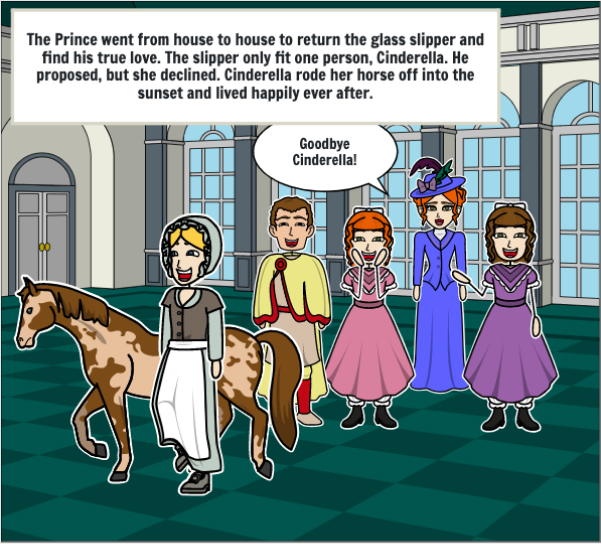 The Prince went from house to house to return the glass slipper and
find his true love. The slipper only fit one person, Cinderella. He
proposed, but she declined. Cinderella rode her horse off into the
sunset and lived happily ever after.
Goodbye
Cinderella!